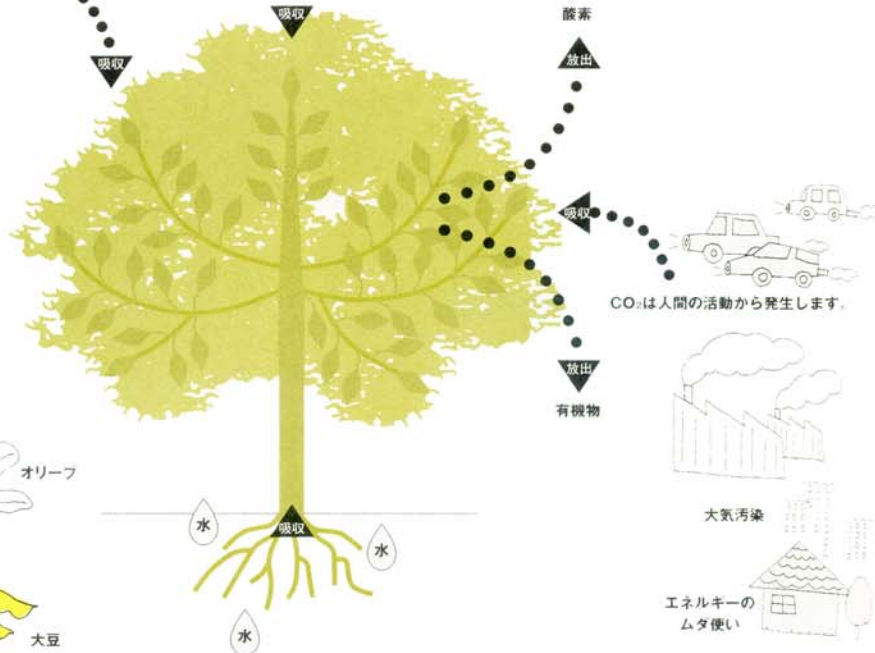 吸収
酸素
吸収
放出
吸収
CO₂は人間の活動から発生します。
放出
有機物
オリーブ
大気汚染
水
吸収
水
エネルギーの
ムダ使い
水
大豆